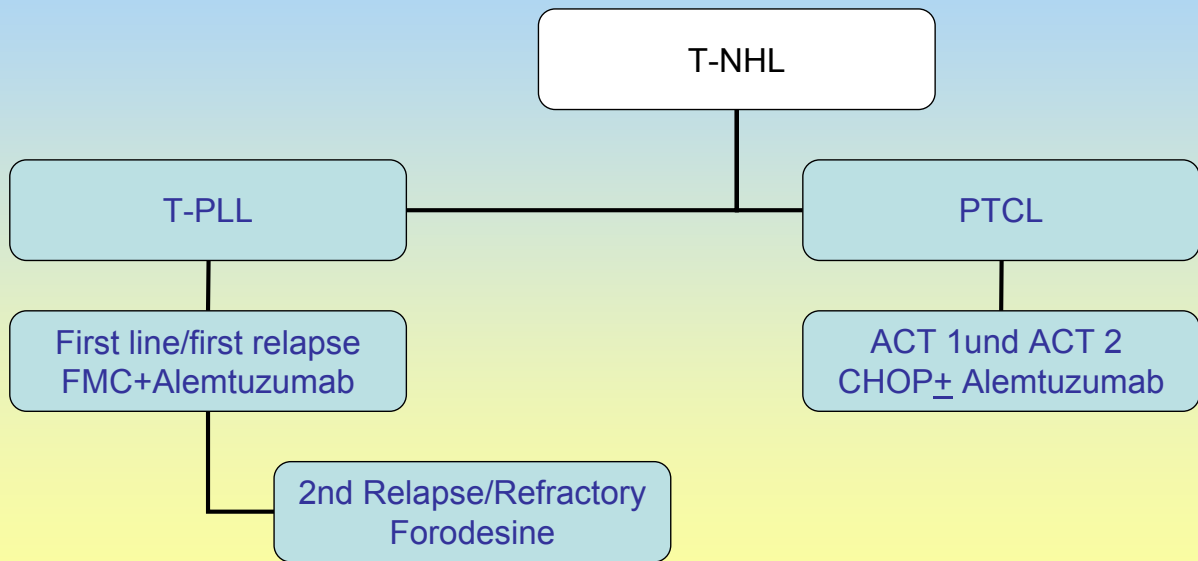 T-NHL
T-PLL
PTCL
First line/first relapse
FMC+Alemtuzumab
ACT 1und ACT 2
CHOP± Alemtuzumab
2nd Relapse/Refractory
Forodesine